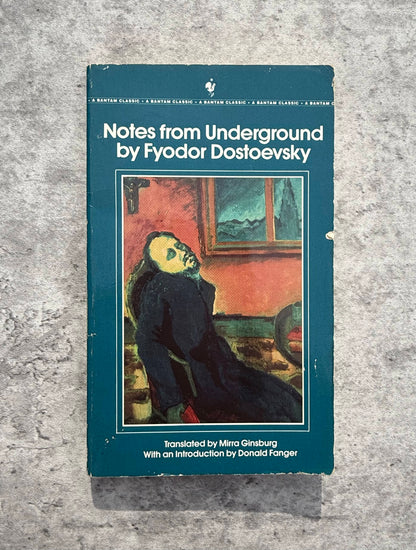 • A BANTAM CLASSIC • A BANTAM CLASSIC • A BANTAM CLASSIC • A BANTAM CLASSIC • A BANTAM
Notes from Underground
by Fyodor Dostoevsky
Translated by Mirra Ginsburg
With an Introduction by Donald Fanger